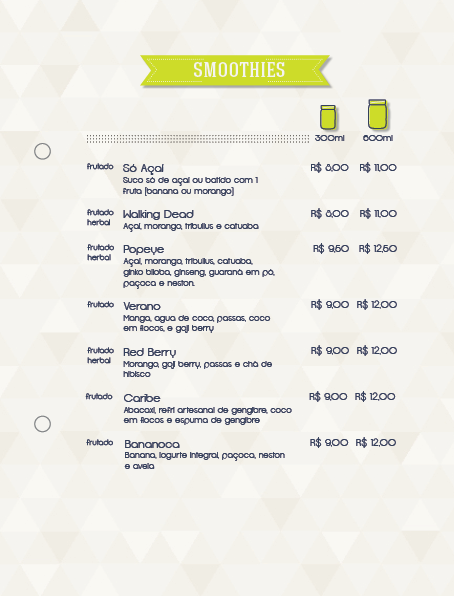 SMOOTHIES
300ml 600ml
frutado Só Açaí R$ 8,00 R$ 11,00
Suco só de açaí ou batido com 1
fruta [banana ou morango]
frutado Walking Dead R$ 8,00 R$ 11,00
herbal Açaí, morango, tribulius e catuaba
frutado Popeye R$ 9,50 R$ 12,50
herbal Açaí, morango, tribulius, catuaba,
ginko biloba, ginseng, guaraná em pó,
paçoca e neston.
frutado Verano R$ 9,00 R$ 12,00
Manga, agua de coco, passas, coco
em flocos, e goji berry
frutado Red Berry R$ 9,00 R$ 12,00
herbal Morango, goji berry, passas e chá de
hibisco
frutado Caribe R$ 9,00 R$ 12,00
Abacaxi, refri artesanal de gengibre, coco
em flocos e espuma de gengibre
frutado Bananoca R$ 9,00 R$ 12,00
Banana, iogurte integral, paçoca, neston
e aveia